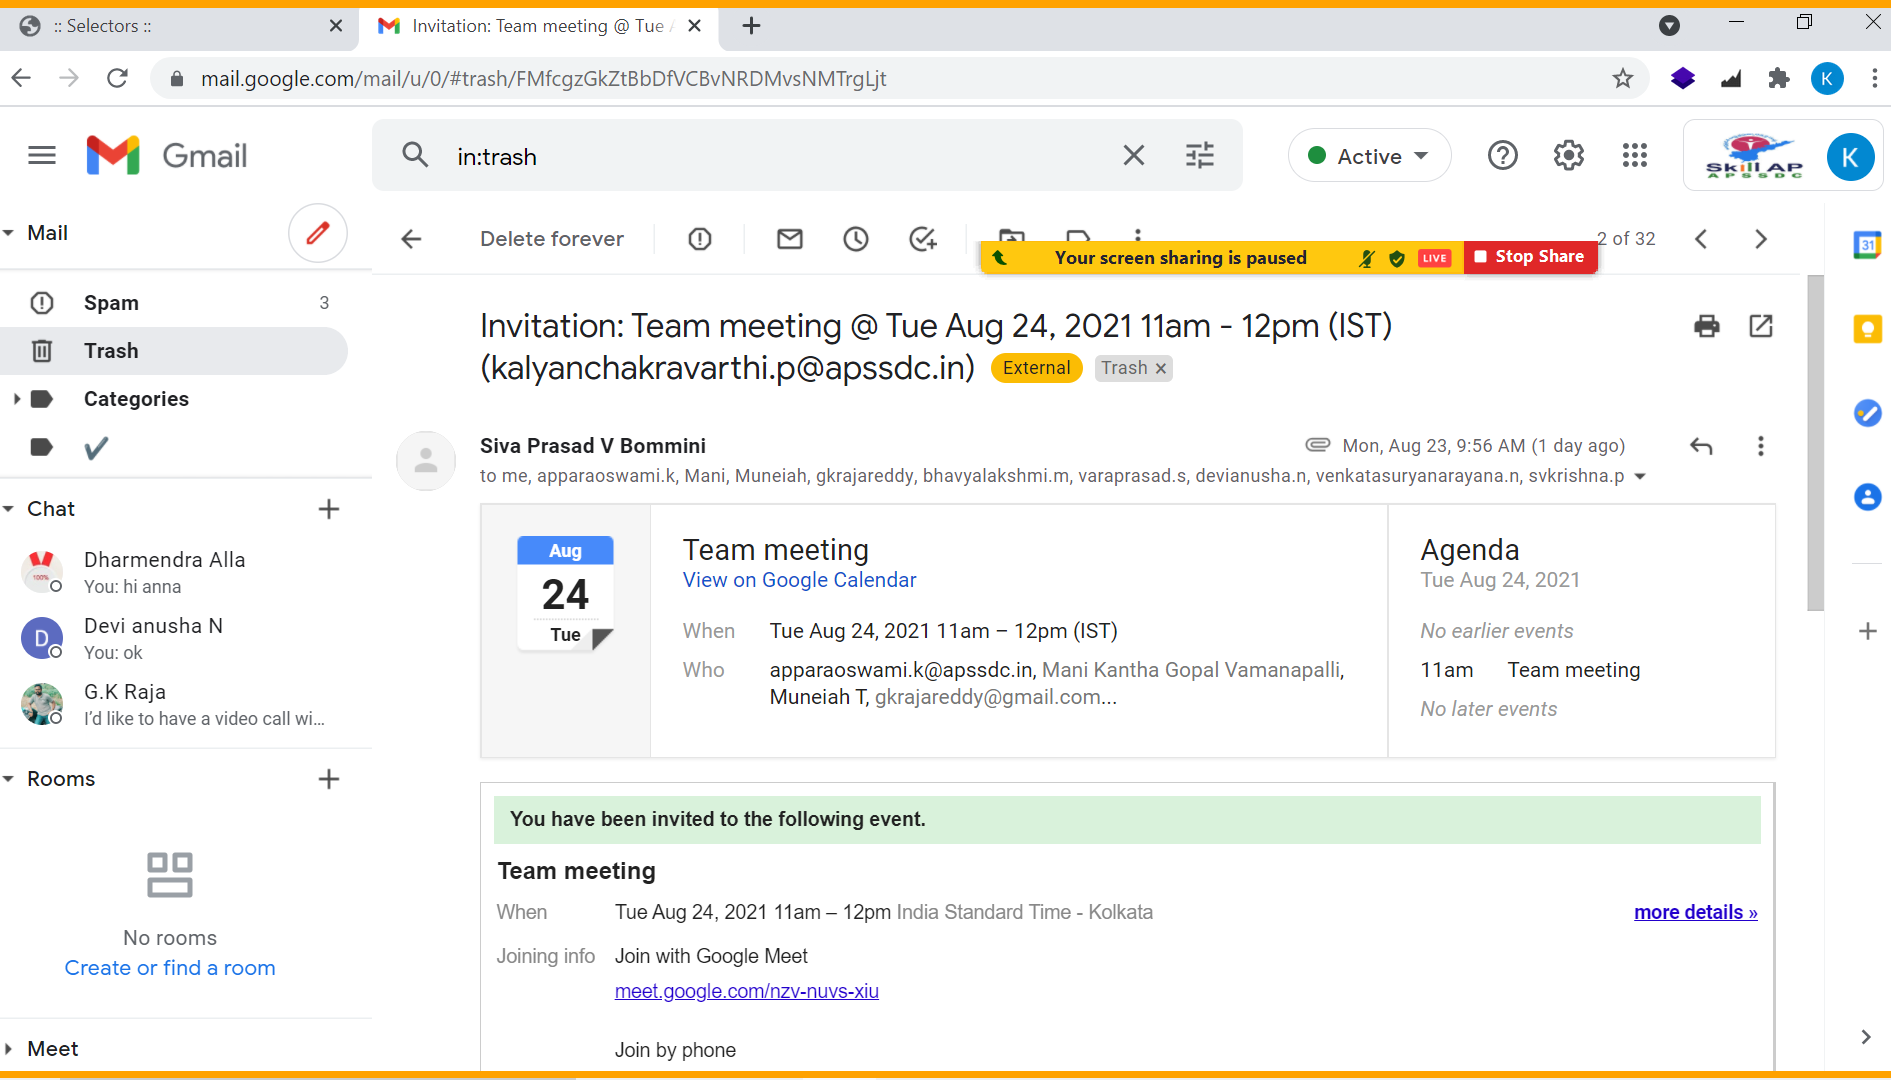 :: Selectors ::
Invitation: Team meeting @ Tue A
mail.google.com/mail/u/0/#trash/FMfcgzGkZtBbDfVCBvNRDMvsNMTrgLjt
K
Gmail
in:trash
Active
Skill AP
APSSDC
K
Mail
Delete forever
2 of 32
Your screen sharing is paused
LIVE
Stop Share
31
Spam 3
Trash
Categories
Invitation: Team meeting @ Tue Aug 24, 2021 11am - 12pm (IST)
(kalyanchakravarthi.p@apssdc.in) External Trash ×
Siva Prasad V Bommini
Mon, Aug 23, 9:56 AM (1 day ago)
to me, apparaoswami.k, Mani, Muneiah, gkrajareddy, bhavyalakshmi.m, varaprasad.s, devianusha.n, venkatasuryanarayana.n, svkrishna.p
Chat
100%
Dharmendra Alla
You: hi anna
D
Devi anusha N
You: ok
G.K Raja
I'd like to have a video call wi...
Rooms
No rooms
Create or find a room
Meet
Aug
24
Tue
Team meeting
View on Google Calendar
When Tue Aug 24, 2021 11am – 12pm (IST)
Who apparaoswami.k@apssdc.in, Mani Kantha Gopal Vamanapalli,
Muneiah T, gkrajareddy@gmail.com...
Agenda
Tue Aug 24, 2021
No earlier events
11am Team meeting
No later events
You have been invited to the following event.
Team meeting
When Tue Aug 24, 2021 11am – 12pm India Standard Time - Kolkata
more details »
Joining info Join with Google Meet
meet.google.com/nzv-nuvs-xiu
Join by phone